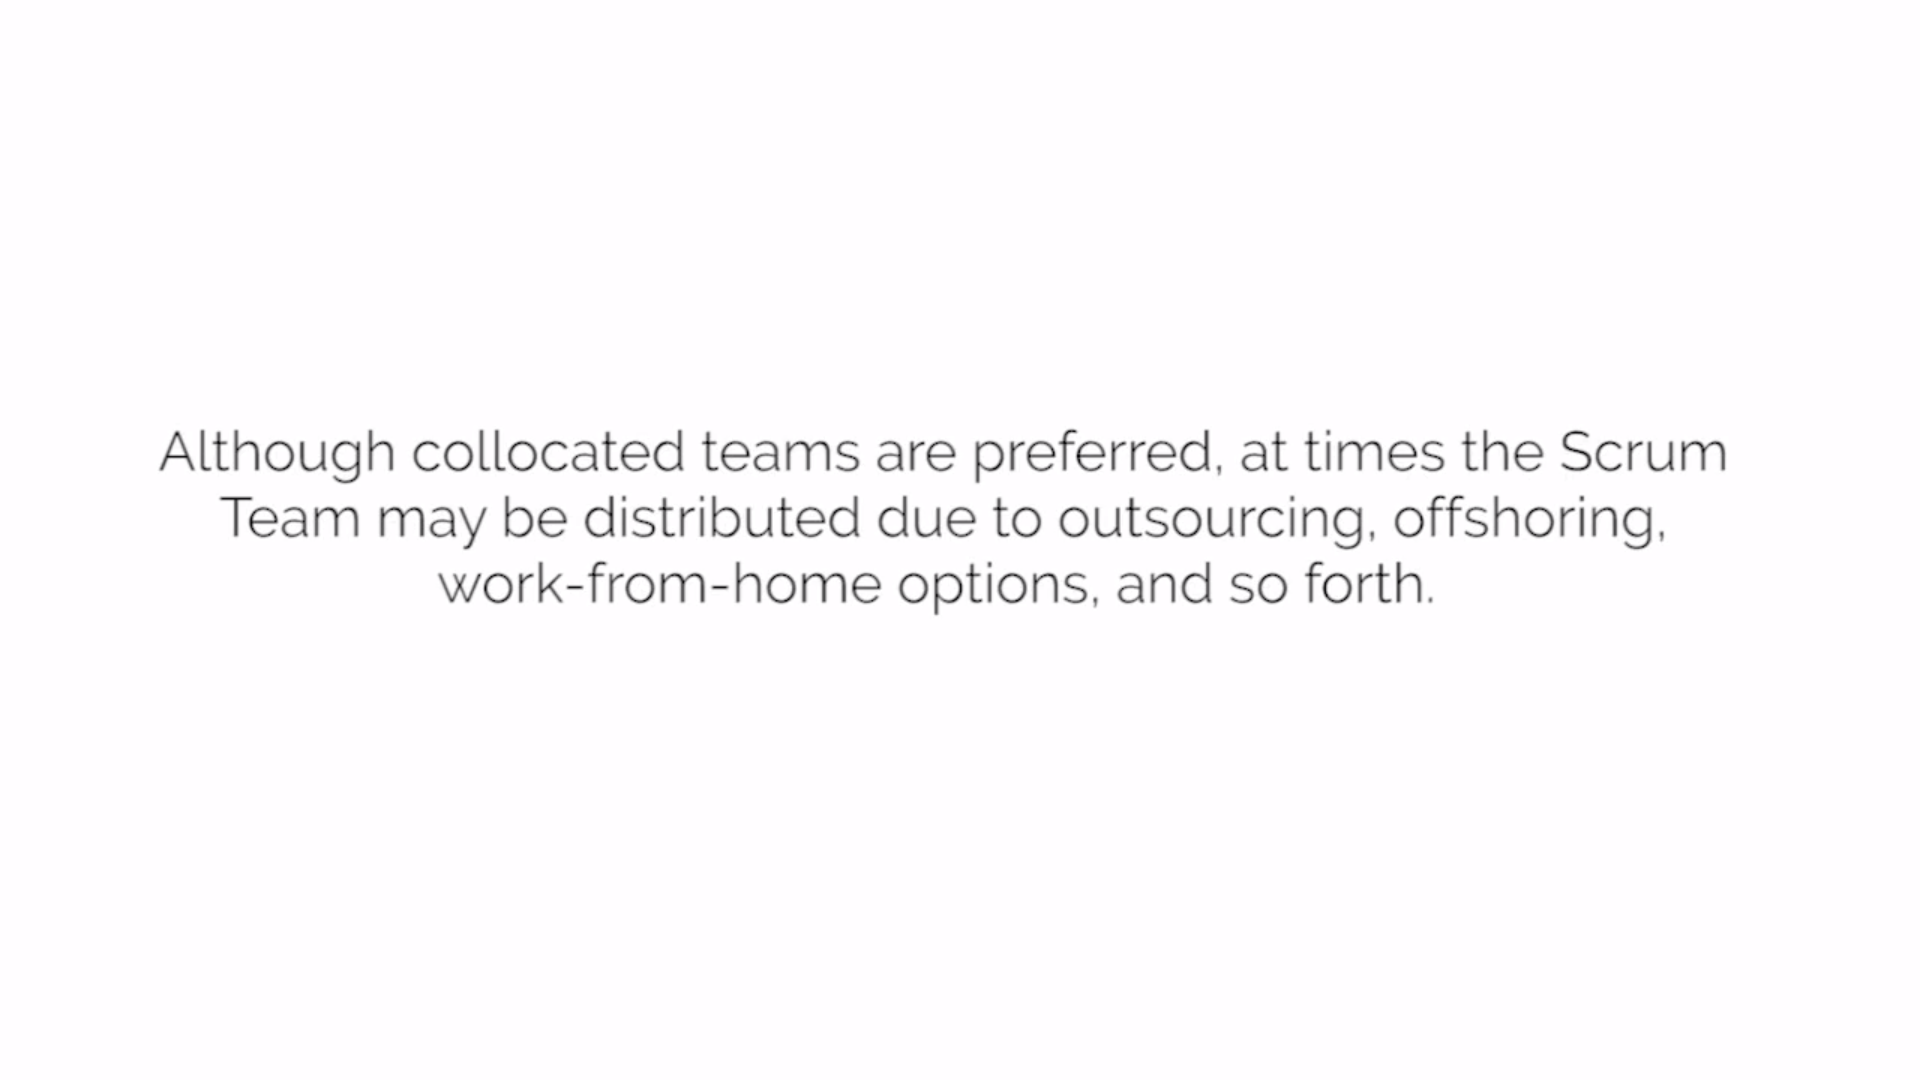 Although collocated teams are preferred, at times the Scrum
Team may be distributed due to outsourcing, offshoring,
work-from-home options, and so forth.